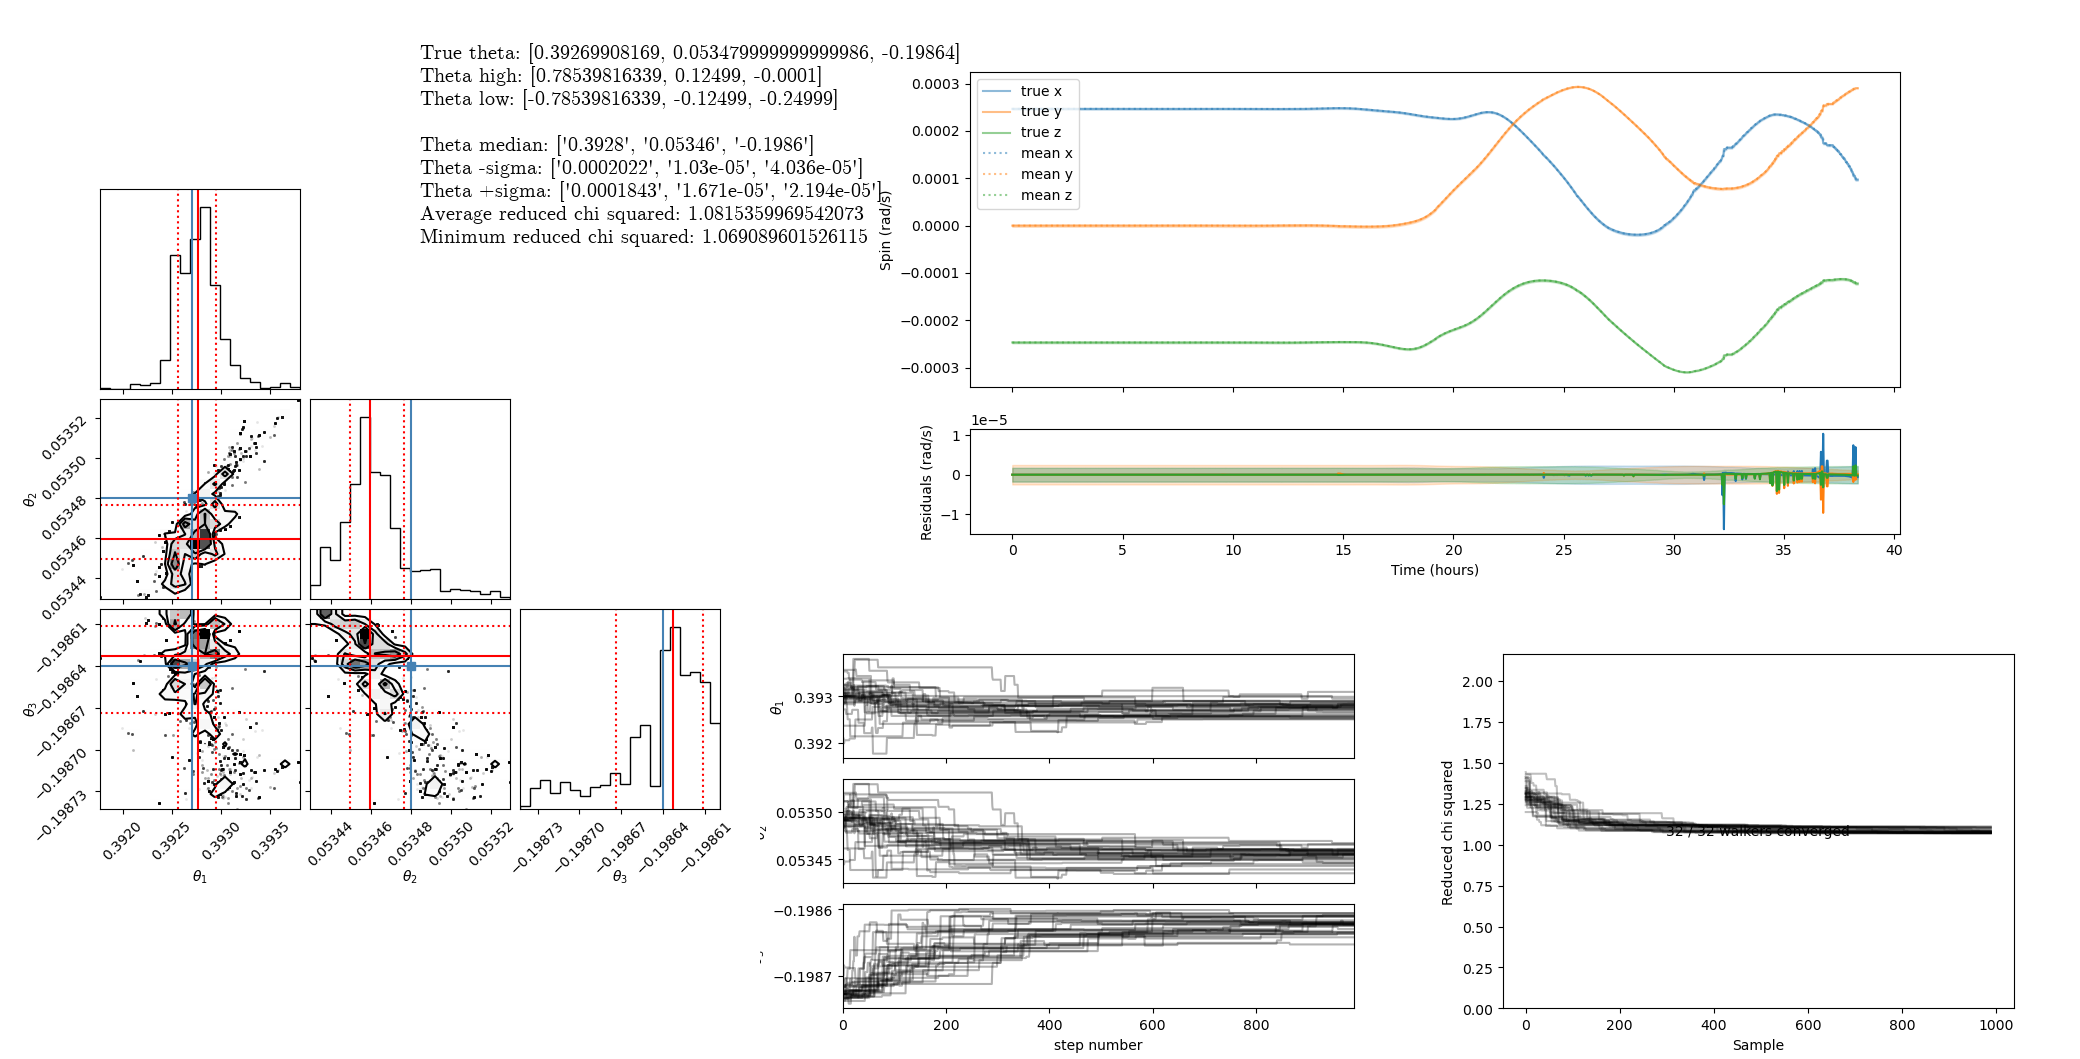 True theta: [0.39269908169, 0.053479999999999986, -0.19864]
Theta high: [0.78539816339, 0.12499, -0.0001]
Theta low: [-0.78539816339, -0.12499, -0.24999]
Theta median: ['0.3928', '0.05346', '-0.1986']
Theta -sigma: ['0.0002022', '1.03e-05', '4.036e-05']
Theta +sigma: ['0.0001843', '1.671e-05', '2.194e-05']
Average reduced chi squared: 1.0815359969542073
Minimum reduced chi squared: 1.069089601526115
θ2
0.05352
0.05350
0.05348
0.05346
0.05344
θ3
−0.19861
−0.19864
−0.19867
−0.19870
−0.19873
0.3920
0.3925
0.3930
0.3935
θ1
0.05344
0.05346
0.05348
0.05350
0.05352
θ2
−0.19873
−0.19870
−0.19867
−0.19864
−0.19861
θ3
Spin (rad/s)
0.0003
0.0002
0.0001
0.0000
−0.0001
−0.0002
−0.0003
true x
true y
true z
mean x
mean y
mean z
Residuals (rad/s)
1e−5
1
0
−1
0
5
10
15
20
25
30
35
40
Time (hours)
θ1
0.393
0.392
0.05350
0.05345
−0.1986
−0.1987
0
200
400
600
800
step number
Reduced chi squared
2.00
1.75
1.50
1.25
1.00
0.75
0.50
0.25
0.00
32 / 32 walkers converged
0
200
400
600
800
1000
Sample